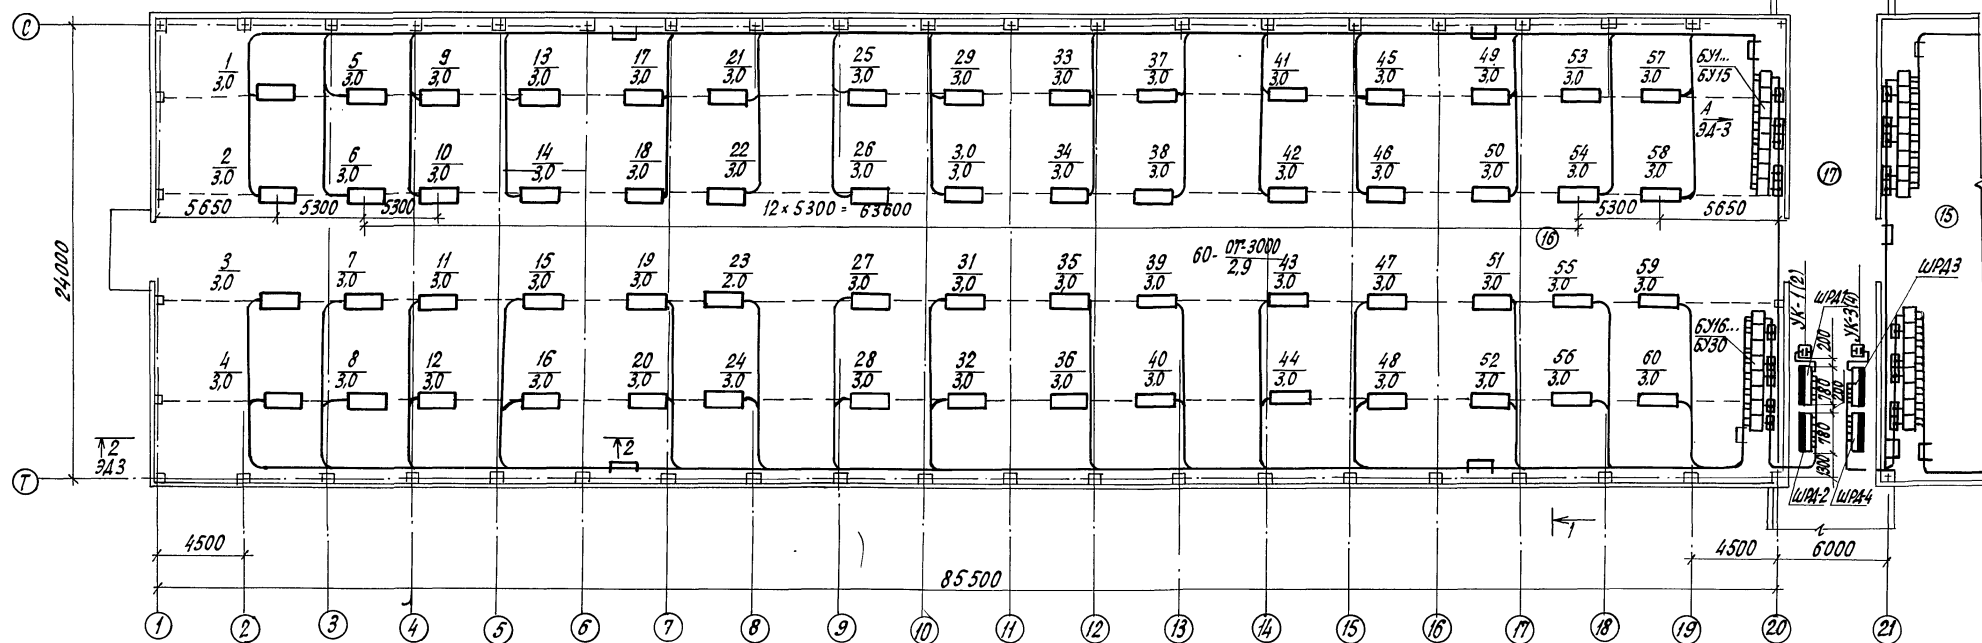 С
1 5 9 13 17 21 25 29 33 37 41 45 49 53 57 БУ1...
3,0 3,0 3,0 3.0 3.0 3.0 3.0 3.0 3.0 3.0 3.0 3.0 3.0 3.0 3.0 БУ15
А
ЭД-3
2 6 10 14 18 22 26 3,0 34 38 42 46 50 54 58
3.0 3,0 3,0 3,0 3.0 3.0 3.0 3.0 3.0 3.0 3.0 3.0 3.0 3.0 3.0
17
5650 5300 5300 12 × 5300 = 63600 5300 5650
15
16
24000
60- ОТ-3000
2,9
3 7 11 15 19 23 27 31 35 39 43 47 51 55 59
3.0 3.0 3.0 3.0 3.0 2.0 3.0 3.0 3.0 3.0 3.0 3.0 3.0 3.0 3.0
УК-1(2) ШРД1 УК-3(4) ШРД3
БУ16...
БУ30
200
4 8 12 16 20 24 28 32 36 40 44 48 52 56 60
3,0 3,0 3,0 3.0 3.0 3.0 3.0 3.0 3.0 3.0 3.0 3.0 3.0 3.0 3.0
780 200
780
300
2 2
ЭДЗ
Т
ШРД-2 ШРД-4
1
4500 4500 6000
85500
1 2 3 4 5 6 7 8 9 10 11 12 13 14 15 16 17 18 19 20 21